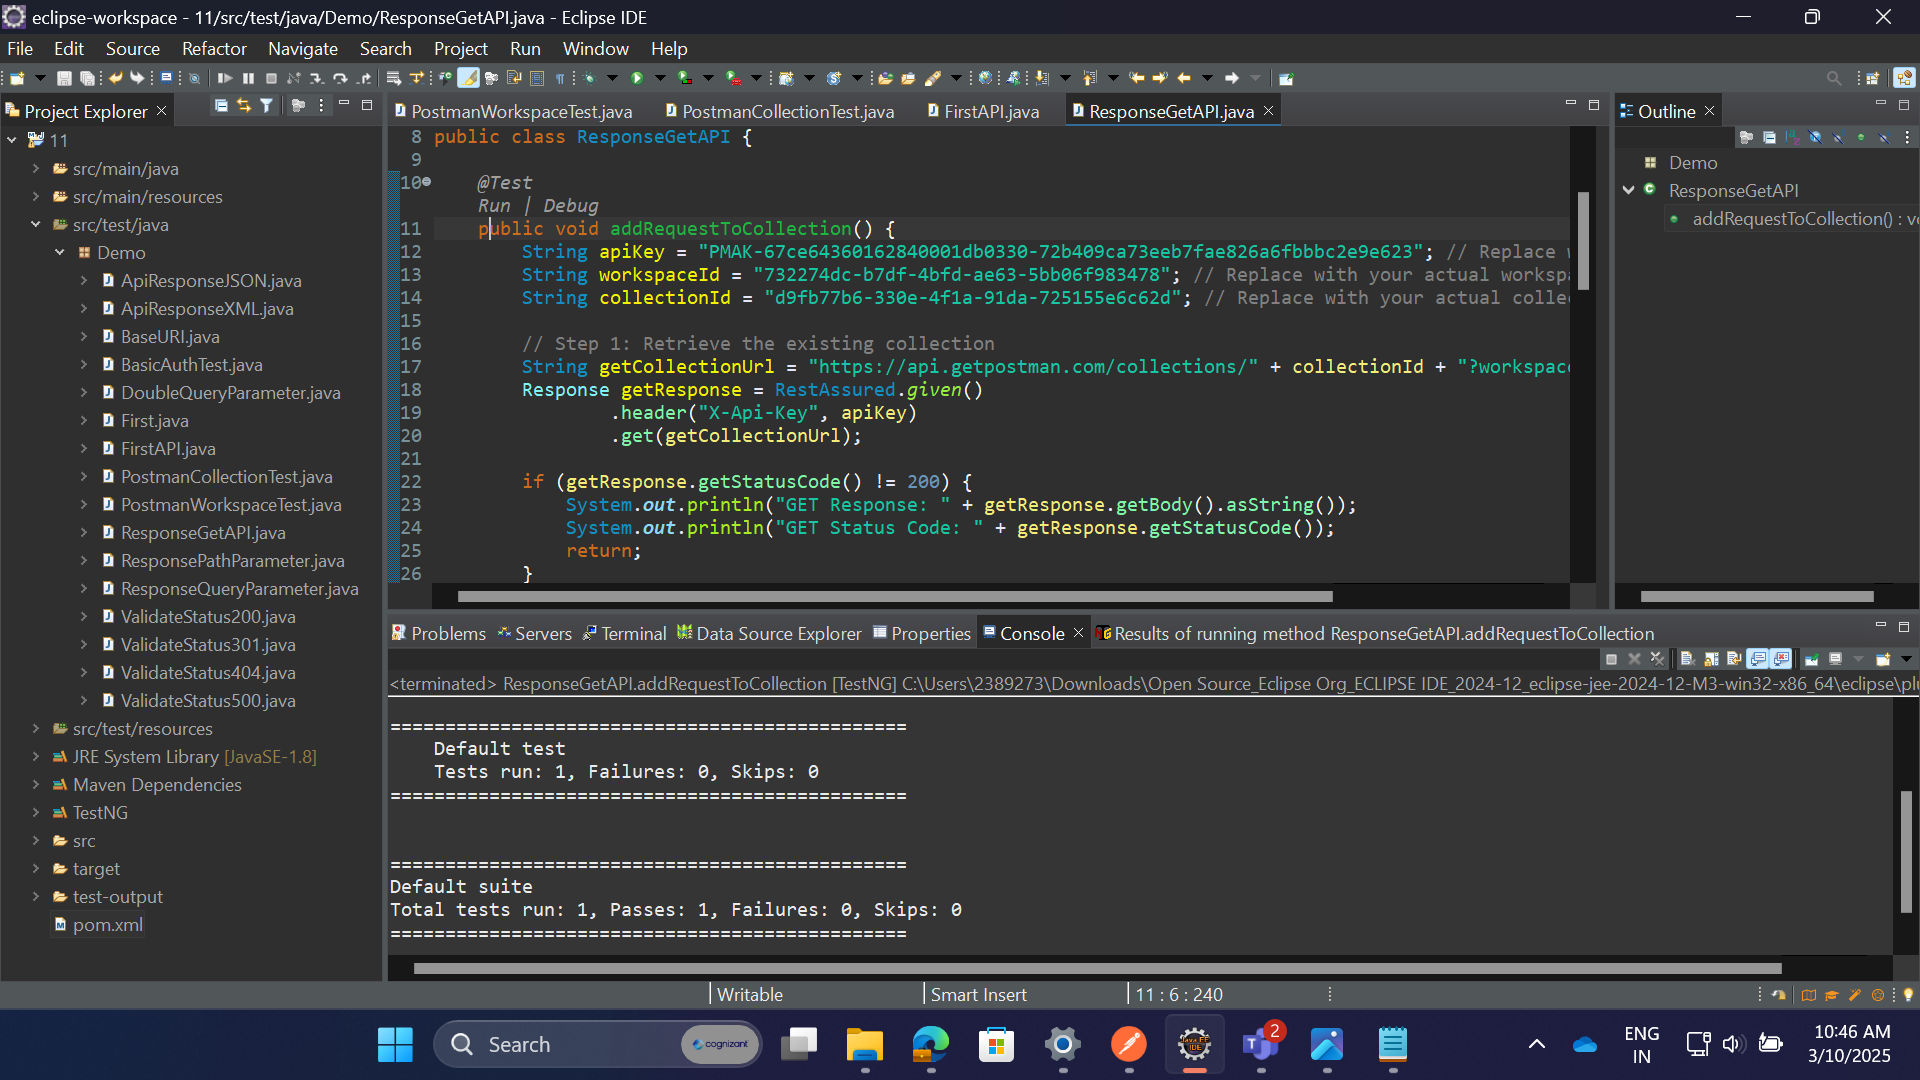 eclipse-workspace - 11/src/test/java/Demo/ResponseGetAPI.java - Eclipse IDE
File Edit Source Refactor Navigate Search Project Run Window Help
Project Explorer
11
src/main/java
src/main/resources
src/test/java
Demo
ApiResponseJSON.java
ApiResponseXML.java
BaseURI.java
BasicAuthTest.java
DoubleQueryParameter.java
First.java
FirstAPI.java
PostmanCollectionTest.java
PostmanWorkspaceTest.java
ResponseGetAPI.java
ResponsePathParameter.java
ResponseQueryParameter.java
ValidateStatus200.java
ValidateStatus301.java
ValidateStatus404.java
ValidateStatus500.java
src/test/resources
JRE System Library [JavaSE-1.8]
Maven Dependencies
TestNG
src
target
test-output
pom.xml
PostmanWorkspaceTest.java PostmanCollectionTest.java FirstAPI.java ResponseGetAPI.java
8 public class ResponseGetAPI {
9
10 @Test
Run | Debug
11 public void addRequestToCollection() {
12 String apiKey = "PMAK-67ce64360162840001db0330-72b409ca73eeb7fae826a6fbbbc2e9e623"; // Replace
13 String workspaceId = "732274dc-b7df-4bfd-ae63-5bb06f983478"; // Replace with your actual worksp
14 String collectionId = "d9fb77b6-330e-4f1a-91da-725155e6c62d"; // Replace with your actual colle
15
16 // Step 1: Retrieve the existing collection
17 String getCollectionUrl = "https://api.getpostman.com/collections/" + collectionId + "?workspac
18 Response getResponse = RestAssured.given()
19 .header("X-Api-Key", apiKey)
20 .get(getCollectionUrl);
21
22 if (getResponse.getStatusCode() != 200) {
23 System.out.println("GET Response: " + getResponse.getBody().asString());
24 System.out.println("GET Status Code: " + getResponse.getStatusCode());
25 return;
26 }
Outline
Demo
ResponseGetAPI
addRequestToCollection() : vo
Problems Servers Terminal Data Source Explorer Properties Console Results of running method ResponseGetAPI.addRequestToCollection
<terminated> ResponseGetAPI.addRequestToCollection [TestNG] C:\Users\2389273\Downloads\Open Source_Eclipse Org_ECLIPSE IDE_2024-12_eclipse-jee-2024-12-M3-win32-x86_64\eclipse\plu
===============================================
Default test
Tests run: 1, Failures: 0, Skips: 0
===============================================
===============================================
Default suite
Total tests run: 1, Passes: 1, Failures: 0, Skips: 0
===============================================
Writable Smart Insert 11 : 6 : 240
Search cognizant 2 ENG IN 10:46 AM 3/10/2025